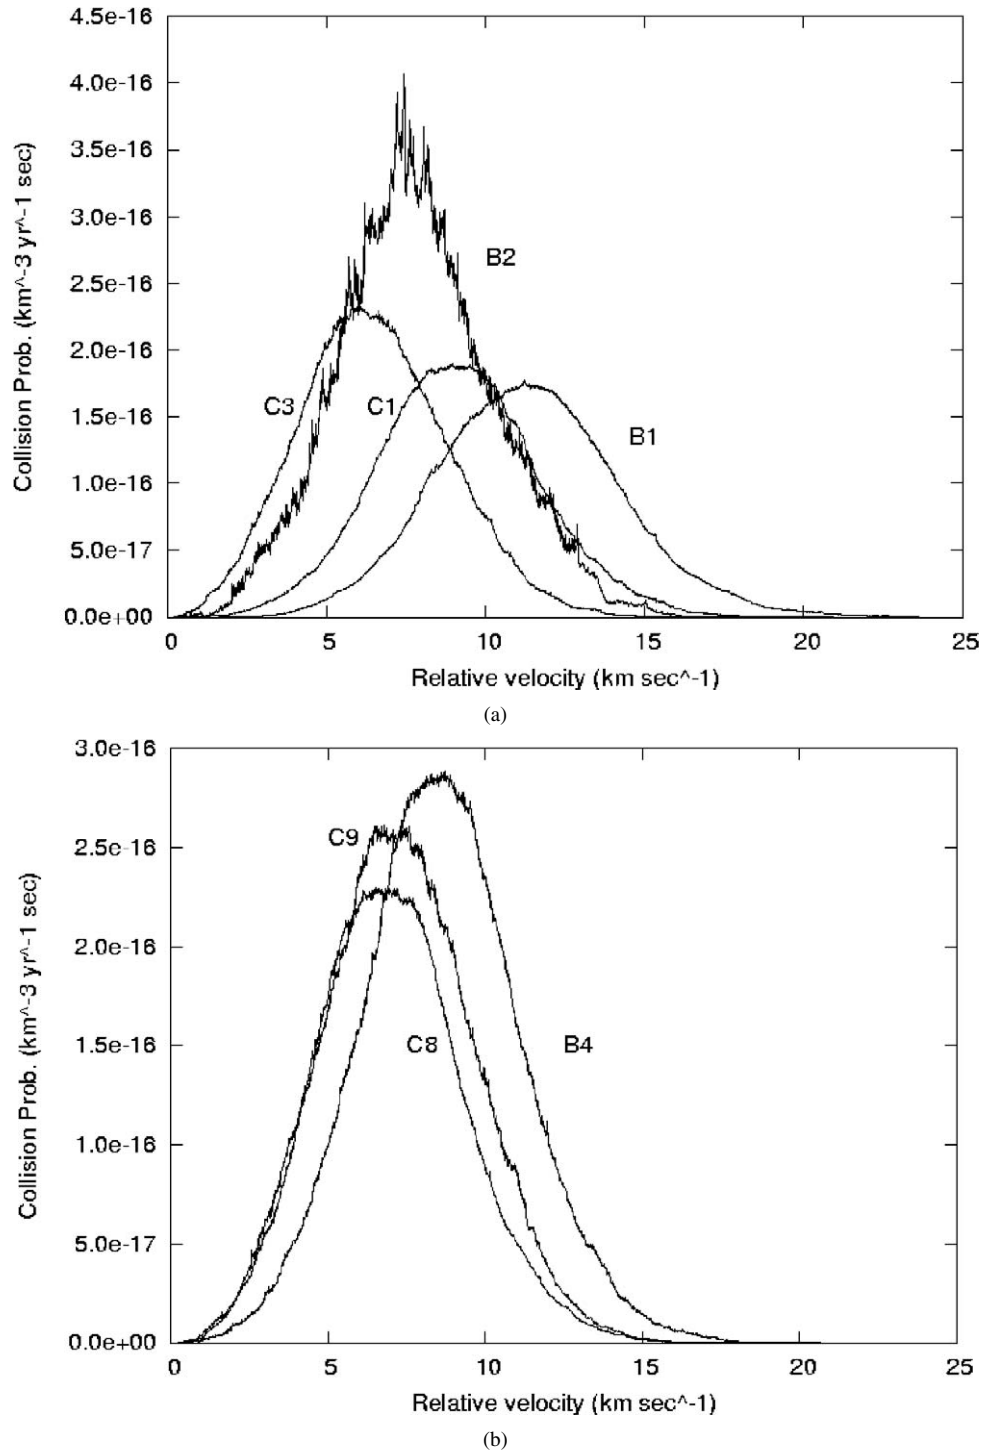 4.5e-16
4.0e-16
3.5e-16
3.0e-16
2.5e-16
2.0e-16
1.5e-16
1.0e-16
5.0e-17
0.0e+00
Collision Prob. (km^-3 yr^-1 sec)
B2
C3
C1
B1
0 5 10 15 20 25
Relative velocity (km sec^-1)
(a)
3.0e-16
2.5e-16
2.0e-16
1.5e-16
1.0e-16
5.0e-17
0.0e+00
Collision Prob. (km^-3 yr^-1 sec)
C9
C8
B4
0 5 10 15 20 25
Relative velocity (km sec^-1)
(b)